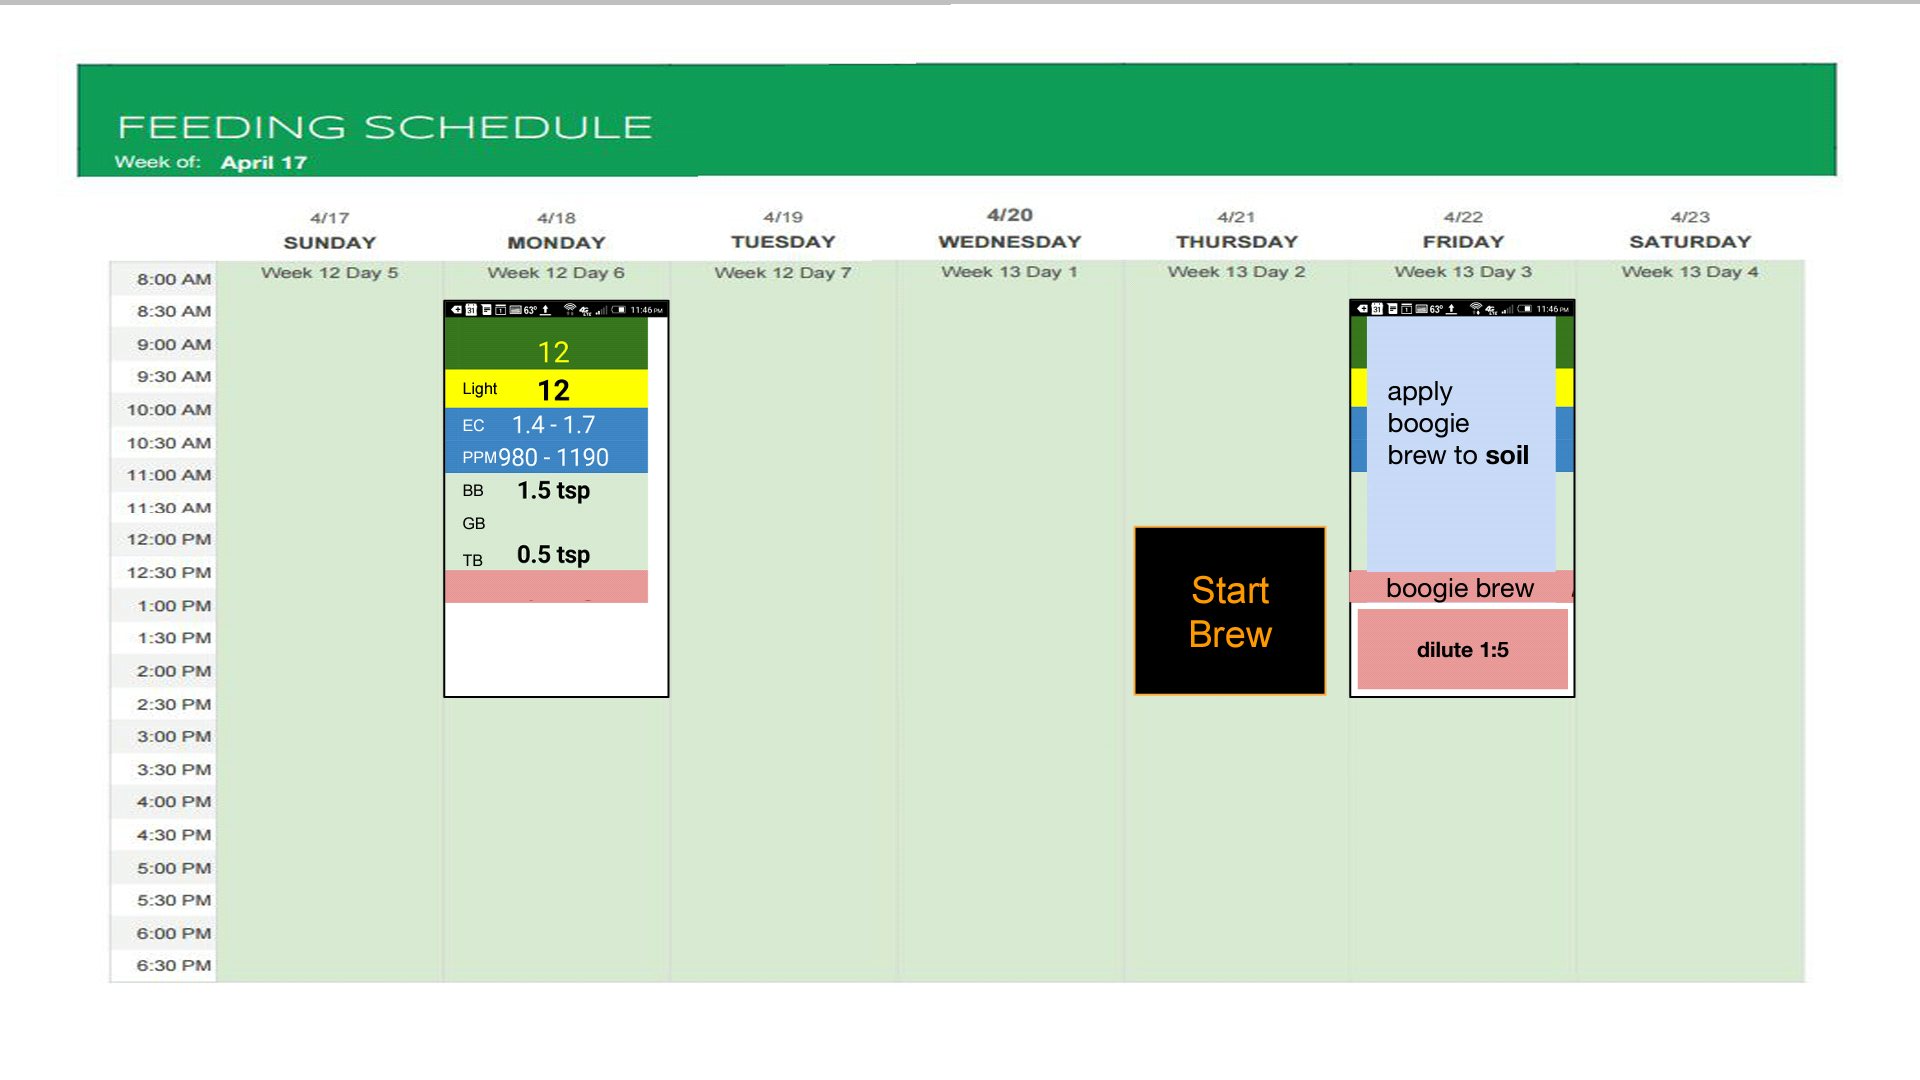 FEEDING SCHEDULE
Week of: April 17
4/17 4/18 4/19 4/20 4/21 4/22 4/23
SUNDAY MONDAY TUESDAY WEDNESDAY THURSDAY FRIDAY SATURDAY
Week 12 Day 5 Week 12 Day 6 Week 12 Day 7 Week 13 Day 1 Week 13 Day 2 Week 13 Day 3 Week 13 Day 4
8:00 AM
8:30 AM
9:00 AM
9:30 AM
10:00 AM
10:30 AM
11:00 AM
11:30 AM
12:00 PM
12:30 PM
1:00 PM
1:30 PM
2:00 PM
2:30 PM
3:00 PM
3:30 PM
4:00 PM
4:30 PM
5:00 PM
5:30 PM
6:00 PM
6:30 PM
31 1 63° 4G LTE 11:46 PM
12
Light 12
EC 1.4 - 1.7
PPM 980 - 1190
BB 1.5 tsp
GB
TB 0.5 tsp
Start
Brew
31 1 63° 4G LTE 11:46 PM
apply
boogie
brew to soil
boogie brew
dilute 1:5